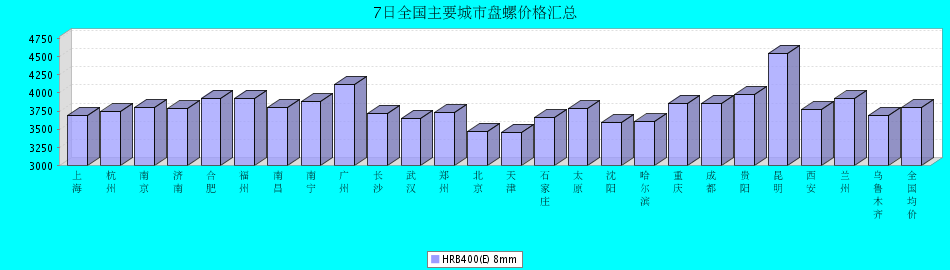 7日全国主要城市盘螺价格汇总
4750
4500
4250
4000
3750
3500
3250
3000
上海
杭州
南京
济南
合肥
福州
南昌
南宁
广州
长沙
武汉
郑州
北京
天津
石家庄
太原
沈阳
哈尔滨
重庆
成都
贵阳
昆明
西安
兰州
乌鲁木齐
全国均价
HRB400(E) 8mm